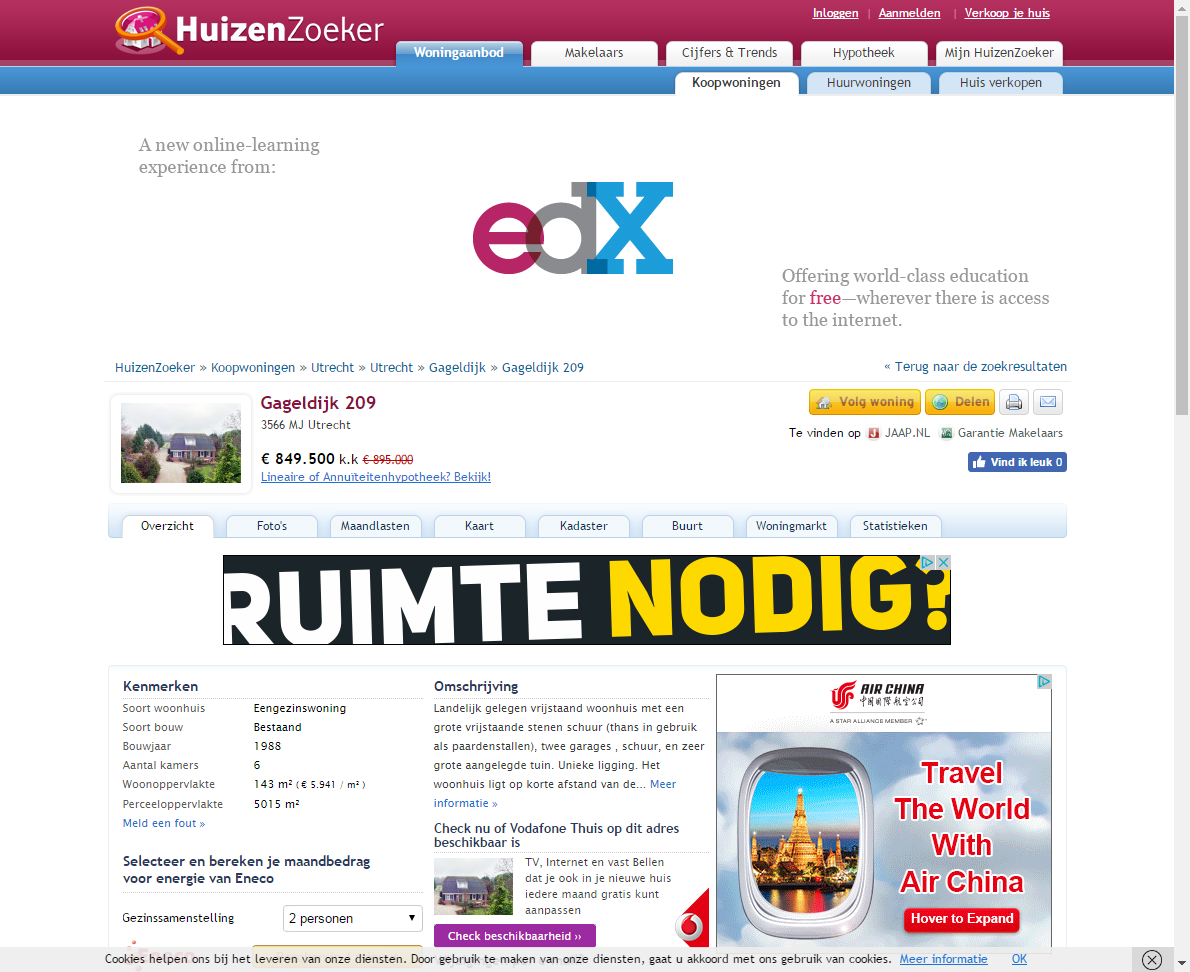 HuizenZoeker
Inloggen | Aanmelden | Verkoop je huis
Woningaanbod Makelaars Cijfers & Trends Hypotheek Mijn HuizenZoeker
Koopwoningen Huurwoningen Huis verkopen
A new online-learning
experience from:
edX
Offering world-class education
for free—wherever there is access
to the internet.
HuizenZoeker » Koopwoningen » Utrecht » Utrecht » Gageldijk » Gageldijk 209
« Terug naar de zoekresultaten
Gageldijk 209
3566 MJ Utrecht
€ 849.500 k.k € 895.000
Lineaire of Annuïteitenhypotheek? Bekijk!
Volg woning Delen
Te vinden op JAAP.NL Garantie Makelaars
Vind ik leuk 0
Overzicht Foto's Maandlasten Kaart Kadaster Buurt Woningmarkt Statistieken
RUIMTE NODIG?
Kenmerken
Soort woonhuis Eengezinswoning
Soort bouw Bestaand
Bouwjaar 1988
Aantal kamers 6
Woonoppervlakte 143 m² ( € 5.941 / m² )
Perceeloppervlakte 5015 m²
Meld een fout »
Selecteer en bereken je maandbedrag
voor energie van Eneco
Gezinssamenstelling 2 personen
Omschrijving
Landelijk gelegen vrijstaand woonhuis met een
grote vrijstaande stenen schuur (thans in gebruik
als paardenstallen), twee garages , schuur, en zeer
grote aangelegde tuin. Unieke ligging. Het
woonhuis ligt op korte afstand van de... Meer
informatie »
Check nu of Vodafone Thuis op dit adres
beschikbaar is
TV, Internet en vast Bellen
dat je ook in je nieuwe huis
iedere maand gratis kunt
aanpassen
Check beschikbaarheid ››
AIR CHINA
中国国际航空公司
A STAR ALLIANCE MEMBER
Travel
The World
With
Air China
Hover to Expand
Cookies helpen ons bij het leveren van onze diensten. Door gebruik te maken van onze diensten, gaat u akkoord met ons gebruik van cookies. Meer informatie OK